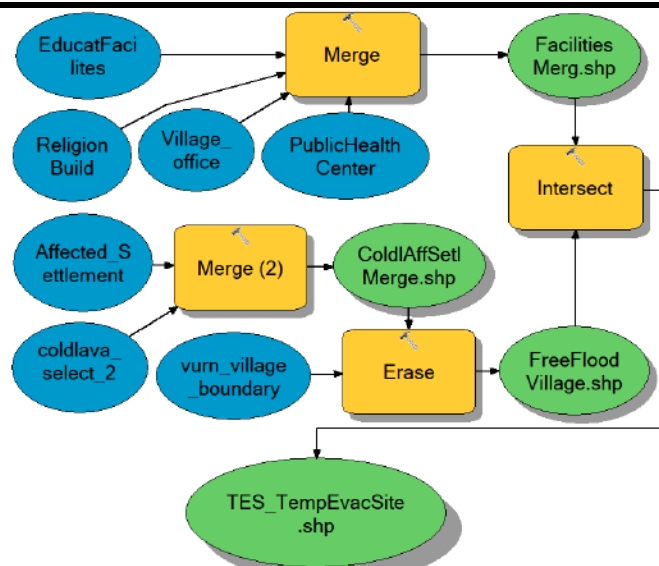 EducatFaci
lites
Merge
Facilities
Merg.shp
Religion
Build
Village_
office
PublicHealth
Center
Intersect
Affected_S
ettlement
Merge (2)
ColdlAffSetl
Merge.shp
coldlava_
select_2
vurn_village
_boundary
Erase
FreeFlood
Village.shp
TES_TempEvacSite
.shp